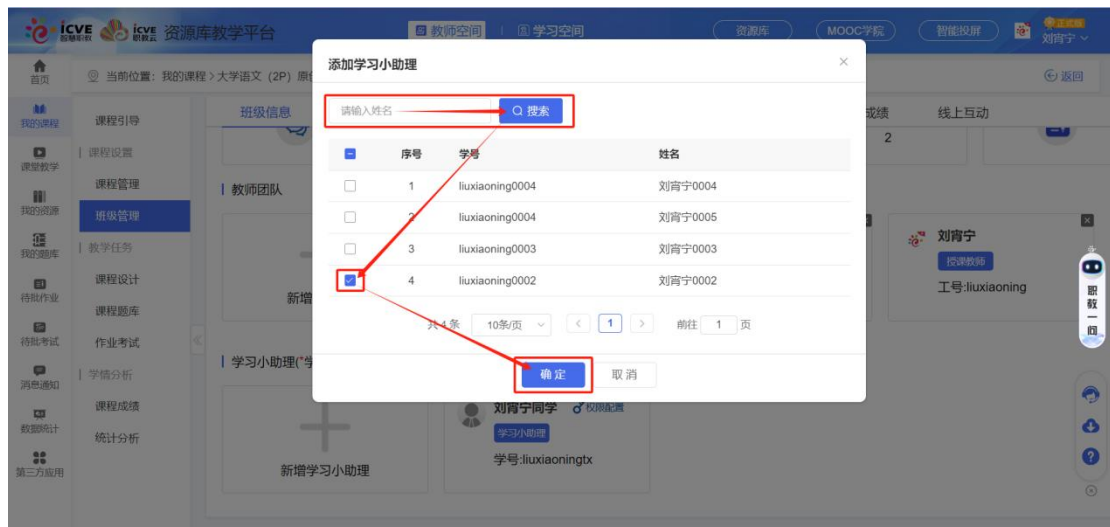 icve 智慧职教 icve 职教云 资源库教学平台
教师空间 学习空间
资源库 MOOC学院 智能投屏
正式版
刘宵宁
首页
当前位置：我的课程>大学语文（2P）
返回
我的课程
课堂教学
我的资源
我的题库
待批作业
待批考试
消息通知
数据统计
第三方应用
课程引导
课程设置
课程管理
班级管理
教学任务
课程设计
课程题库
作业考试
学情分析
课程成绩
统计分析
班级信息
成绩 线上互动
2
教师团队
新增
刘宵宁
授课教师
工号:liuxiaoning
添加学习小助理
请输入姓名 搜索
序号 学号 姓名
1 liuxiaoning0004 刘宵宁0004
2 liuxiaoning0004 刘宵宁0005
3 liuxiaoning0003 刘宵宁0003
4 liuxiaoning0002 刘宵宁0002
共 4 条 10条/页 1 前往 1 页
确定 取消
学习小助理(*学
新增学习小助理
刘宵宁同学 权限配置
学习小助理
学号:liuxiaoningtx
职教一问